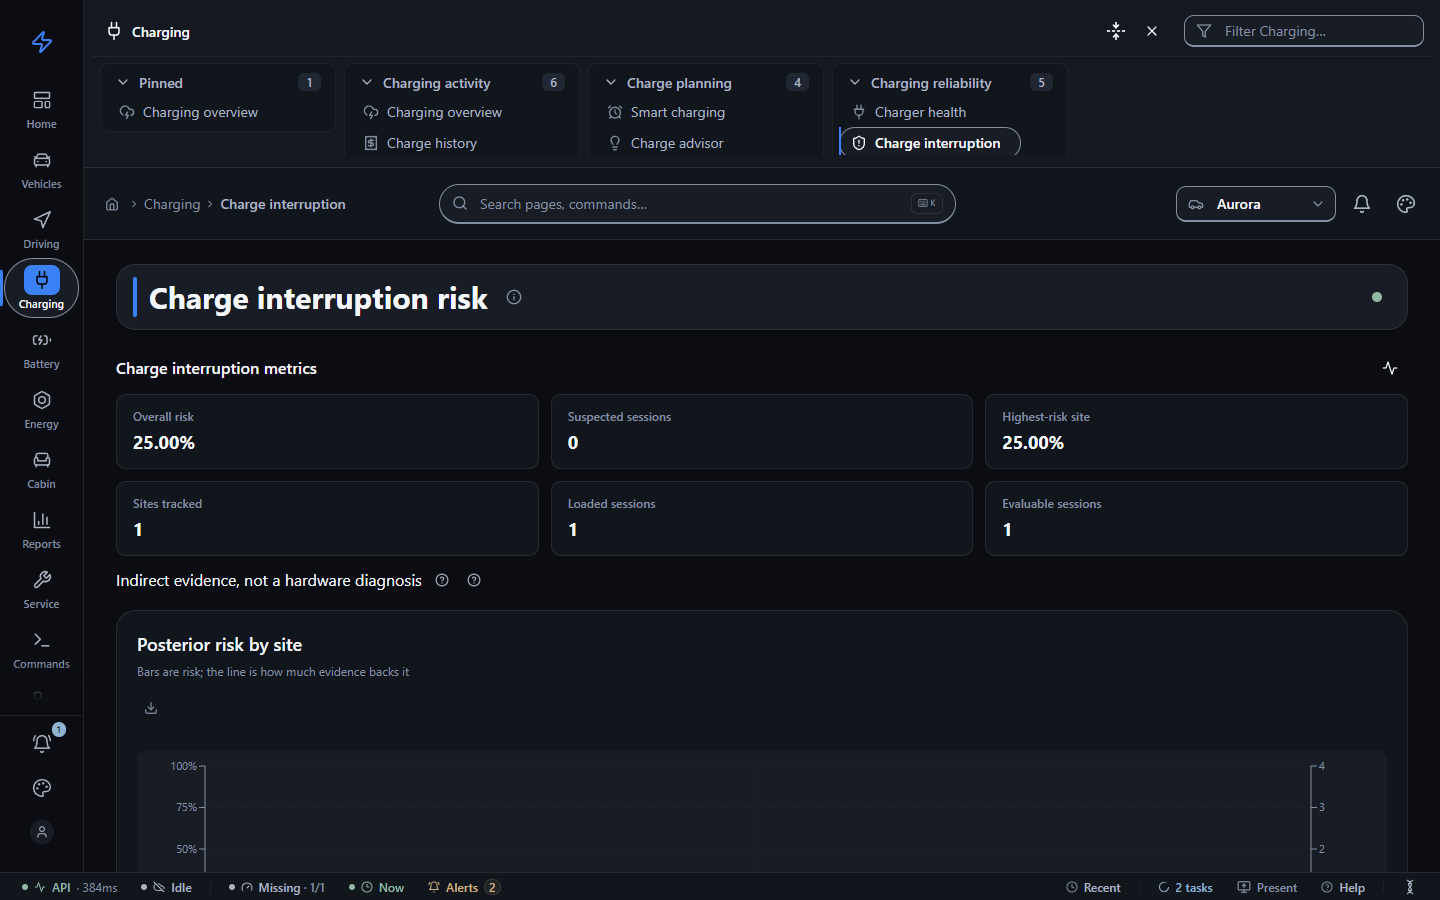 Charging
Filter Charging...
Pinned 1
Charging overview
Charging activity 6
Charging overview
Charge history
Charge planning 4
Smart charging
Charge advisor
Charging reliability 5
Charger health
Charge interruption
Home
Vehicles
Driving
Charging
Battery
Energy
Cabin
Reports
Service
Commands
1
Charging > Charge interruption
Search pages, commands... K
Aurora
Charge interruption risk
Charge interruption metrics
Overall risk
25.00%
Suspected sessions
0
Highest-risk site
25.00%
Sites tracked
1
Loaded sessions
1
Evaluable sessions
1
Indirect evidence, not a hardware diagnosis
Posterior risk by site
Bars are risk; the line is how much evidence backs it
100%
75%
50%
4
3
2
API · 384ms
Idle
Missing · 1/1
Now
Alerts 2
Recent
2 tasks
Present
Help